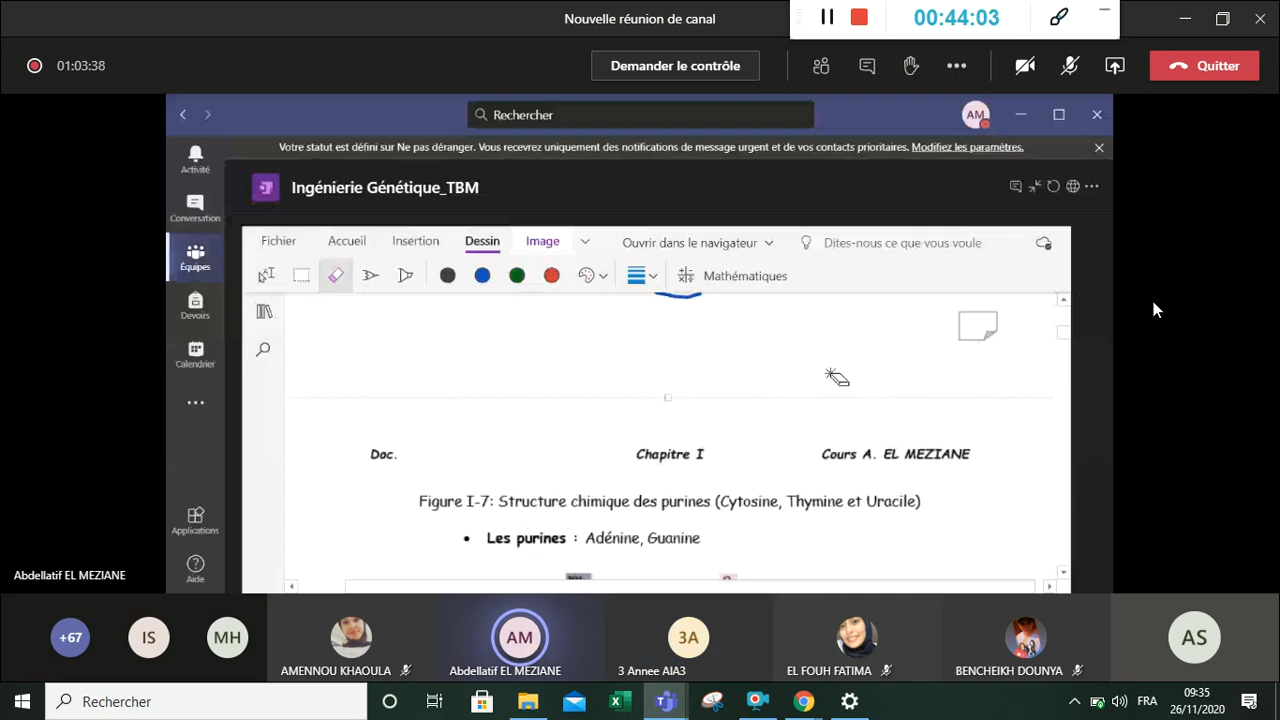 Nouvelle réunion de canal
00:44:03
01:03:38
Demander le contrôle
Quitter
Rechercher
AM
Votre statut est défini sur Ne pas déranger. Vous recevrez uniquement des notifications de message urgent et de vos contacts prioritaires. Modifiez les paramètres.
Activité
Conversation
Équipes
Devoirs
Calendrier
Applications
Aide
Ingénierie Génétique_TBM
Fichier
Accueil
Insertion
Dessin
Image
Ouvrir dans le navigateur
Dites-nous ce que vous voule
Mathématiques
Doc.
Chapitre I
Cours A. EL MEZIANE
Figure I-7: Structure chimique des purines (Cytosine, Thymine et Uracile)
• Les purines : Adénine, Guanine
Abdellatif EL MEZIANE
+67
IS
MH
AMENNOU KHAOULA
AM
Abdellatif EL MEZIANE
3A
3 Annee AIA3
EL FOUH FATIMA
BENCHEIKH DOUNYA
AS
Rechercher
FRA
09:35
26/11/2020